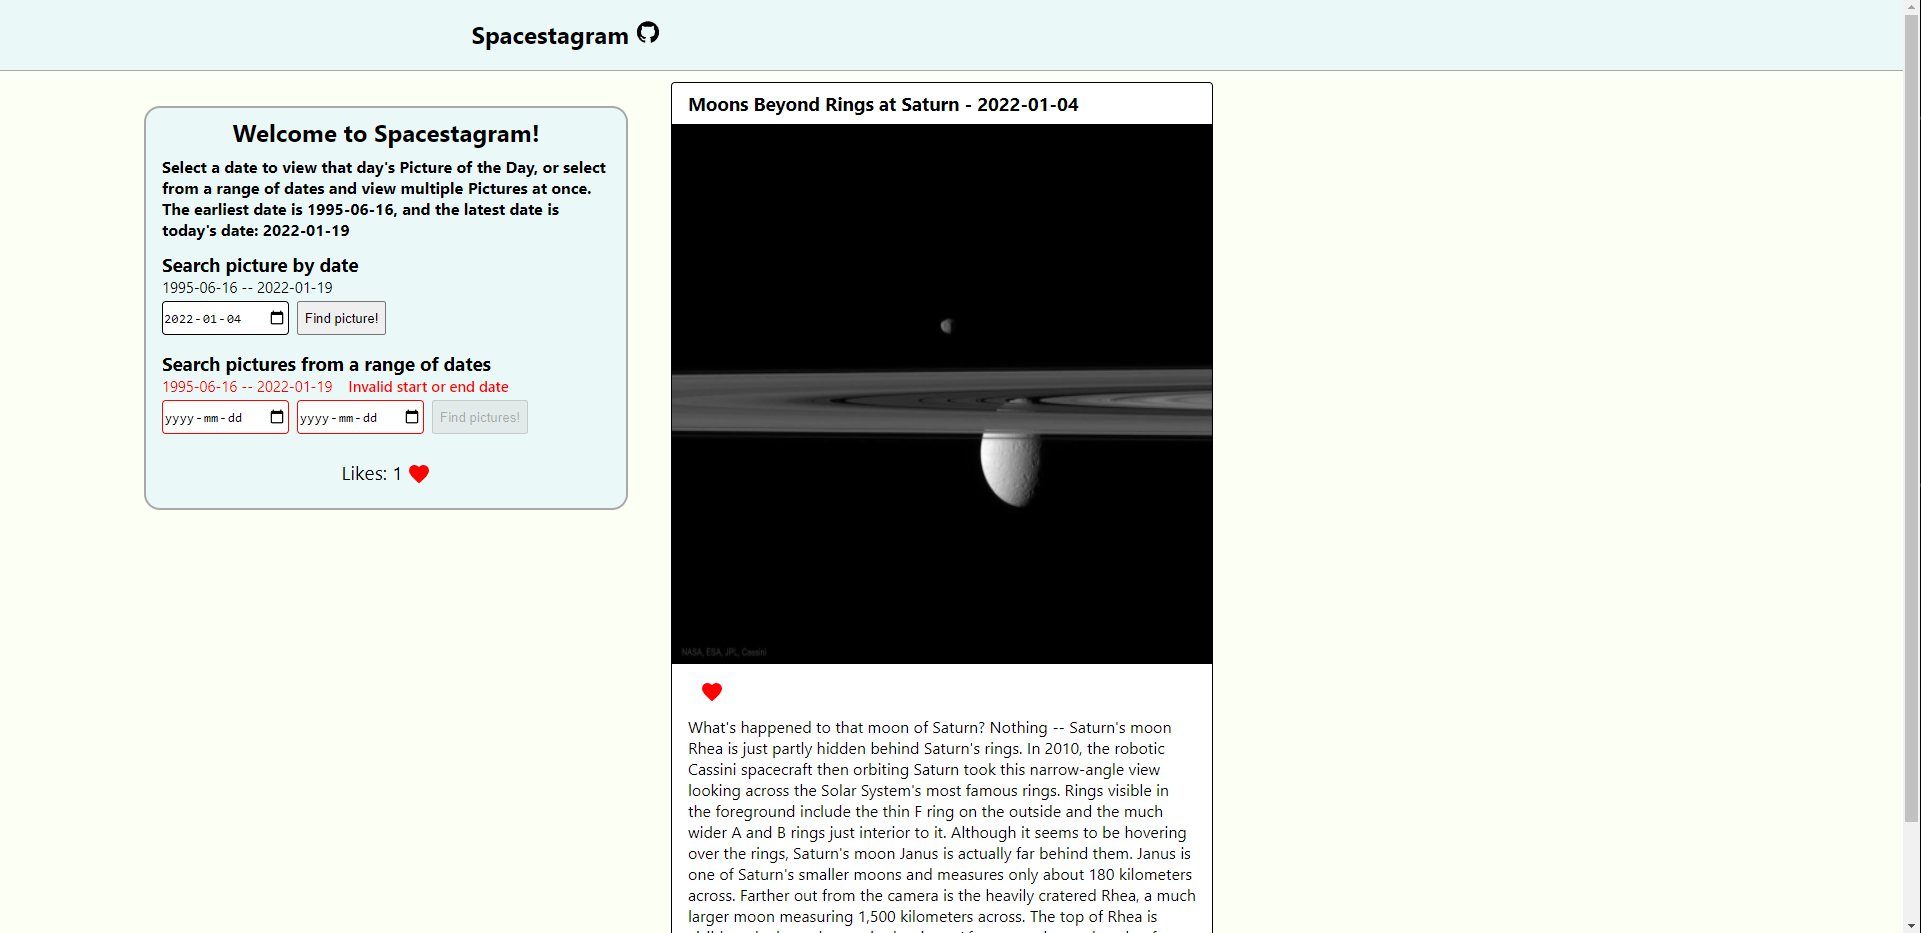 Spacestagram
Welcome to Spacestagram!
Select a date to view that day's Picture of the Day, or select
from a range of dates and view multiple Pictures at once.
The earliest date is 1995-06-16, and the latest date is
today's date: 2022-01-19
Search picture by date
1995-06-16 -- 2022-01-19
2022-01-04 Find picture!
Search pictures from a range of dates
1995-06-16 -- 2022-01-19 Invalid start or end date
yyyy-mm-dd yyyy-mm-dd Find pictures!
Likes: 1
Moons Beyond Rings at Saturn - 2022-01-04
NASA, ESA, JPL, Cassini
What's happened to that moon of Saturn? Nothing -- Saturn's moon
Rhea is just partly hidden behind Saturn's rings. In 2010, the robotic
Cassini spacecraft then orbiting Saturn took this narrow-angle view
looking across the Solar System's most famous rings. Rings visible in
the foreground include the thin F ring on the outside and the much
wider A and B rings just interior to it. Although it seems to be hovering
over the rings, Saturn's moon Janus is actually far behind them. Janus is
one of Saturn's smaller moons and measures only about 180 kilometers
across. Farther out from the camera is the heavily cratered Rhea, a much
larger moon measuring 1,500 kilometers across. The top of Rhea is